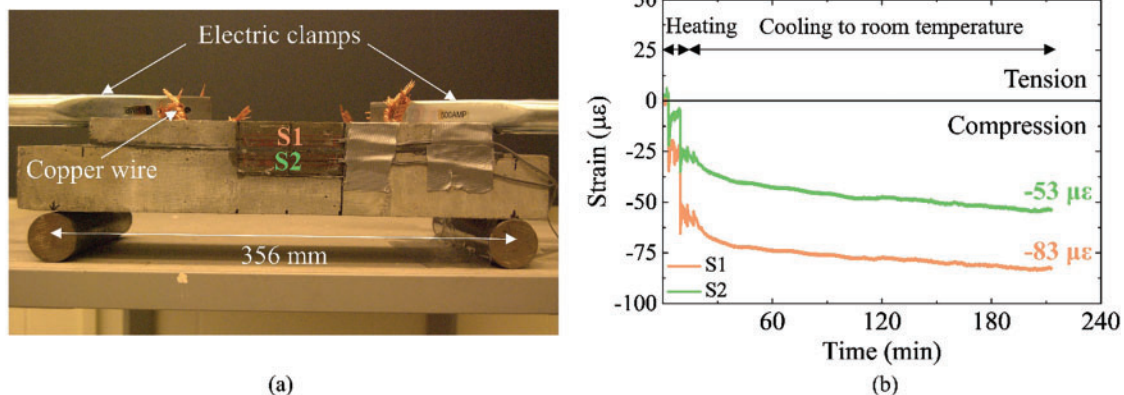 Electric clamps
500AMP
S1
S2
Copper wire
356 mm
(a)
50
25
0
-25
-50
-75
-100
Strain (με)
Heating
Cooling to room temperature
Tension
Compression
-53 με
-83 με
S1
S2
60
120
180
240
Time (min)
(b)